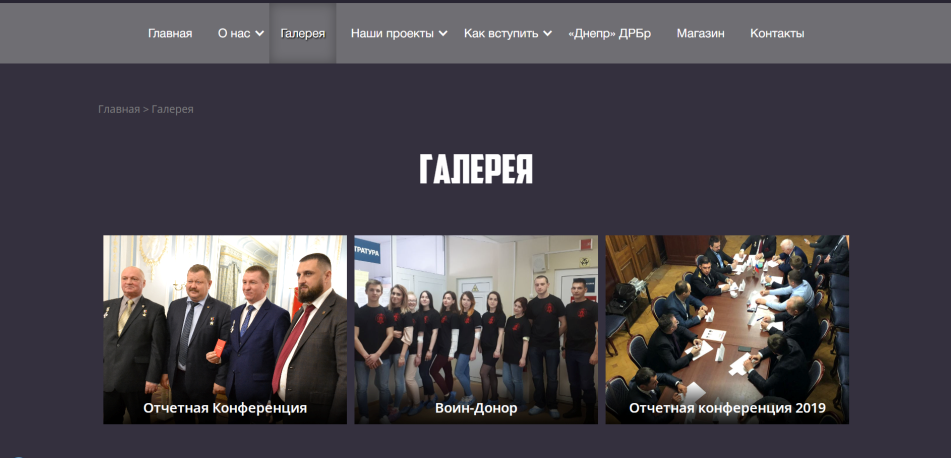 Главная О нас Галерея Наши проекты Как вступить «Днепр» ДРБр Магазин Контакты
Главная > Галерея
ГАЛЕРЕЯ
ТРАТУРА
Отчетная Конференция Воин-Донор Отчетная конференция 2019